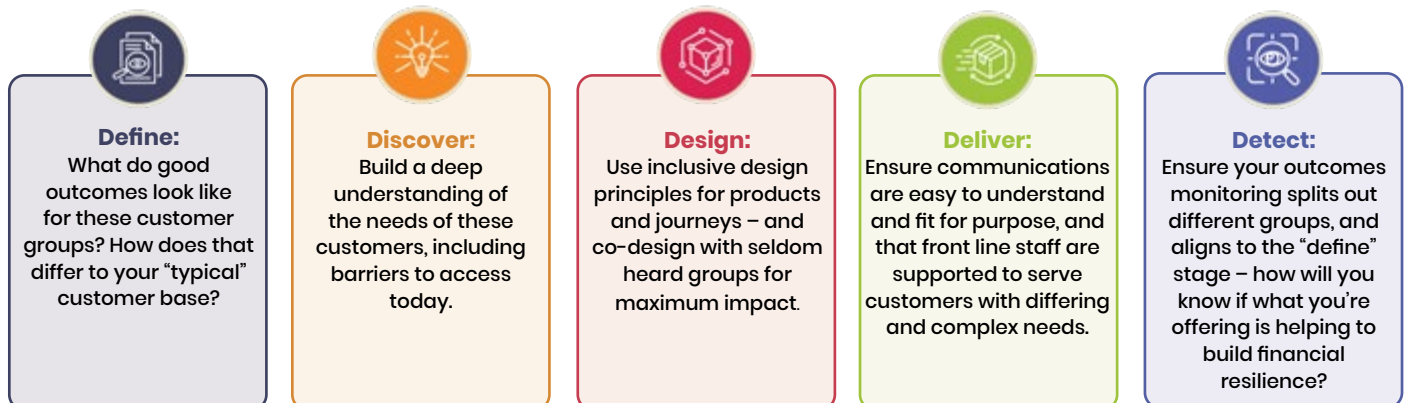 Define:
What do good
outcomes look like
for these customer
groups? How does that
differ to your “typical”
customer base?
Discover:
Build a deep
understanding of
the needs of these
customers, including
barriers to access
today.
Design:
Use inclusive design
principles for products
and journeys – and
co-design with seldom
heard groups for
maximum impact.
Deliver:
Ensure communications
are easy to understand
and fit for purpose, and
that front line staff are
supported to serve
customers with differing
and complex needs.
Detect:
Ensure your outcomes
monitoring splits out
different groups, and
aligns to the “define”
stage – how will you
know if what you’re
offering is helping to
build financial
resilience?